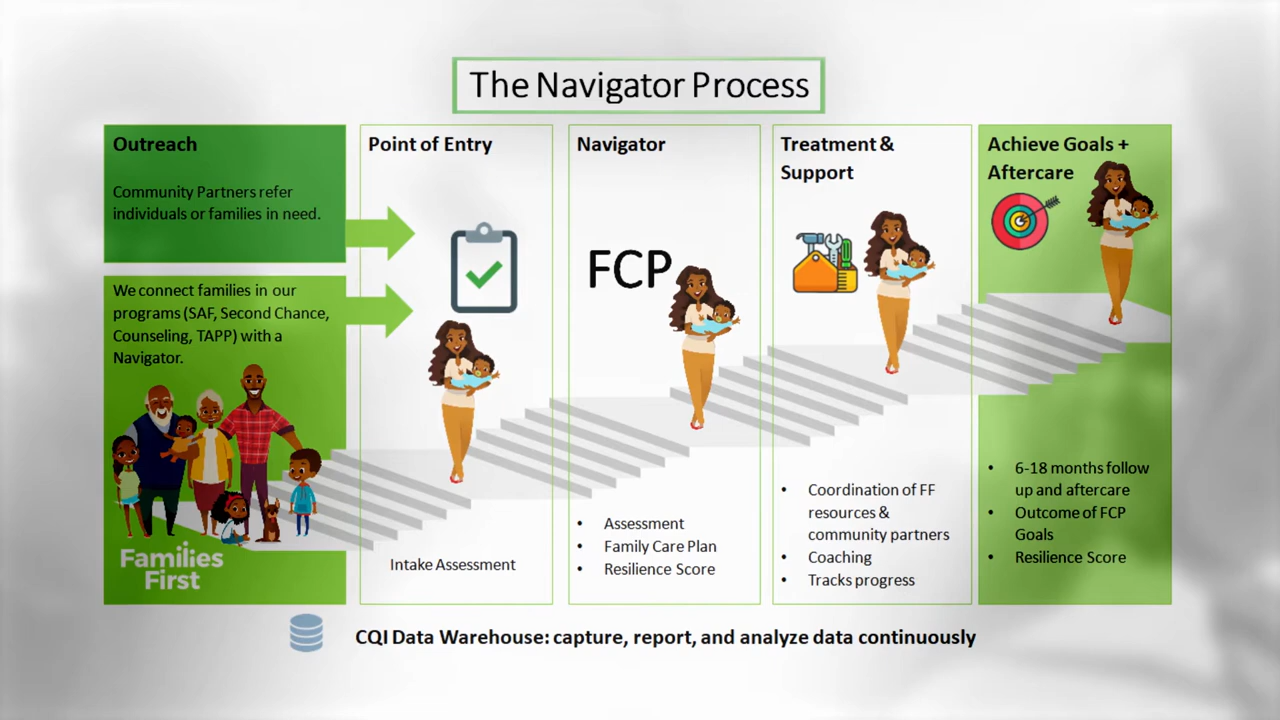 The Navigator Process
Outreach
Community Partners refer
individuals or families in need.
We connect families in our
programs (SAF, Second Chance,
Counseling, TAPP) with a
Navigator.
Families
First
Point of Entry
Intake Assessment
Navigator
FCP
• Assessment
• Family Care Plan
• Resilience Score
Treatment &
Support
• Coordination of FF
resources &
community partners
• Coaching
• Tracks progress
Achieve Goals +
Aftercare
• 6-18 months follow
up and aftercare
• Outcome of FCP
Goals
• Resilience Score
CQI Data Warehouse: capture, report, and analyze data continuously